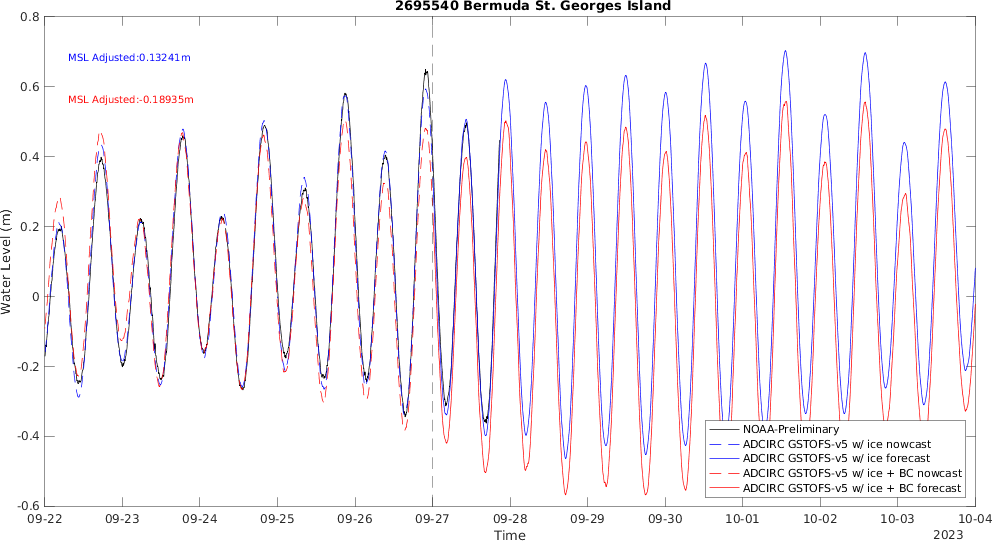 2695540 Bermuda St. Georges Island
MSL Adjusted:0.13241m
MSL Adjusted:-0.18935m
Water Level (m)
0.8
0.6
0.4
0.2
0
-0.2
-0.4
-0.6
NOAA-Preliminary
ADCIRC GSTOFS-v5 w/ ice nowcast
ADCIRC GSTOFS-v5 w/ ice forecast
ADCIRC GSTOFS-v5 w/ ice + BC nowcast
ADCIRC GSTOFS-v5 w/ ice + BC forecast
09-22 09-23 09-24 09-25 09-26 09-27 09-28 09-29 09-30 10-01 10-02 10-03 10-04
Time
2023